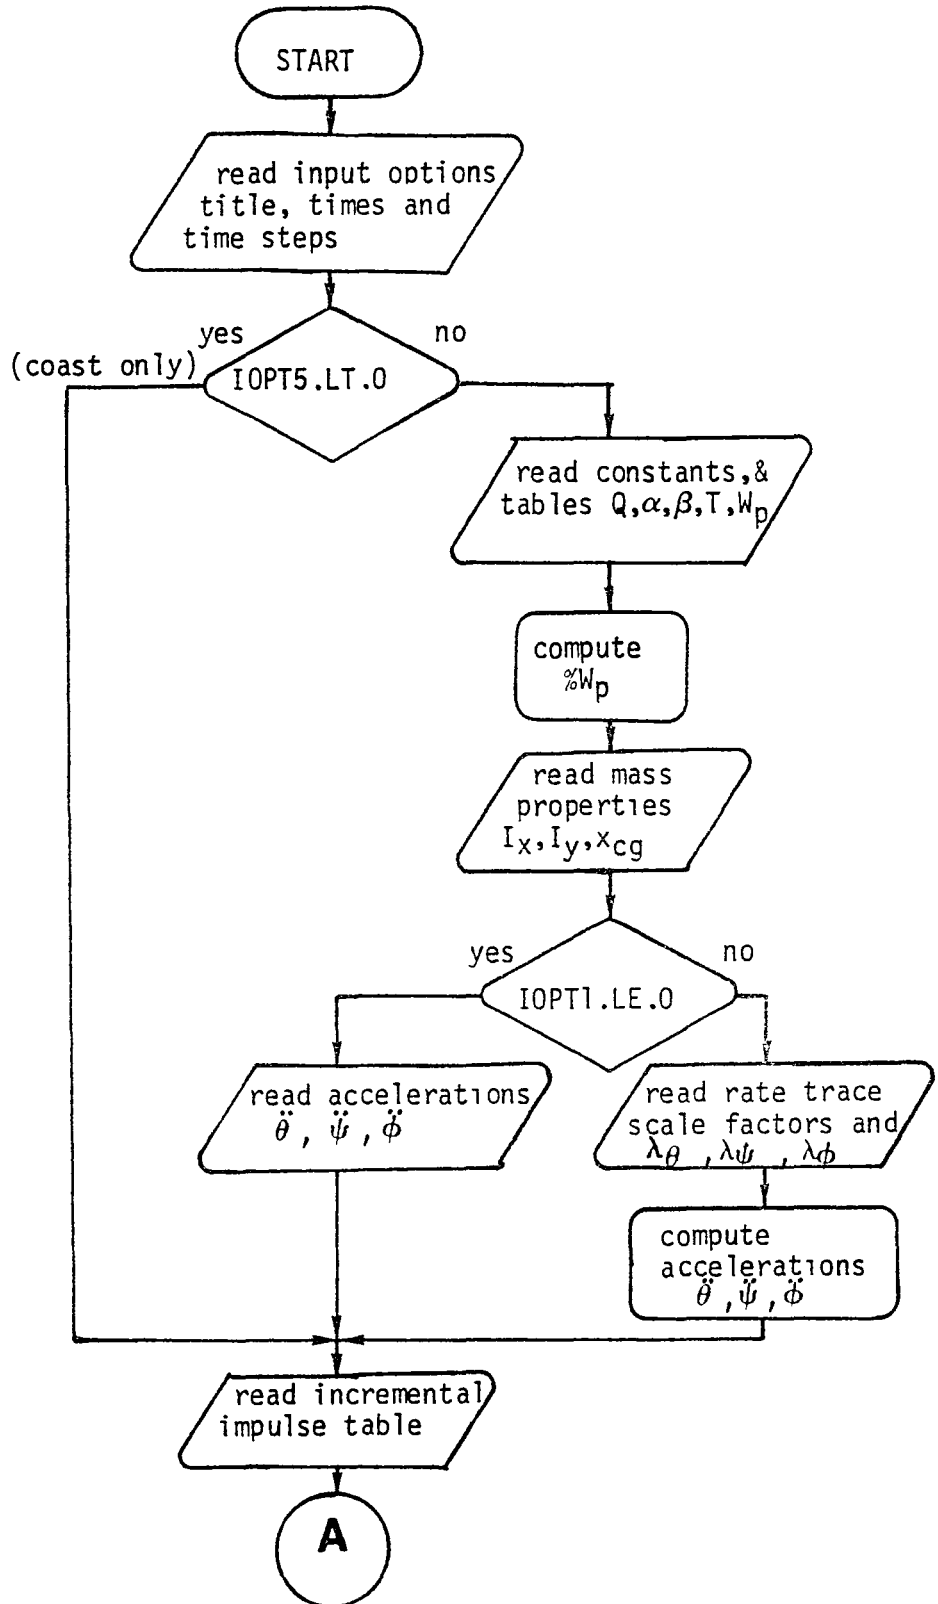 START
read input options
title, times and
time steps
yes
no
(coast only)
IOPT5.LT.0
read constants,&
tables Q,α,β,T,Wp
compute
%Wp
read mass
properties
Ix,Iy,xcg
yes
no
IOPT1.LE.0
read accelerations
θ̈ , ψ̈ , ϕ̈
read rate trace
scale factors and
λθ ,λψ ,λϕ
compute
accelerations
θ̈ ,ψ̈ ,ϕ̈
read incremental
impulse table
A